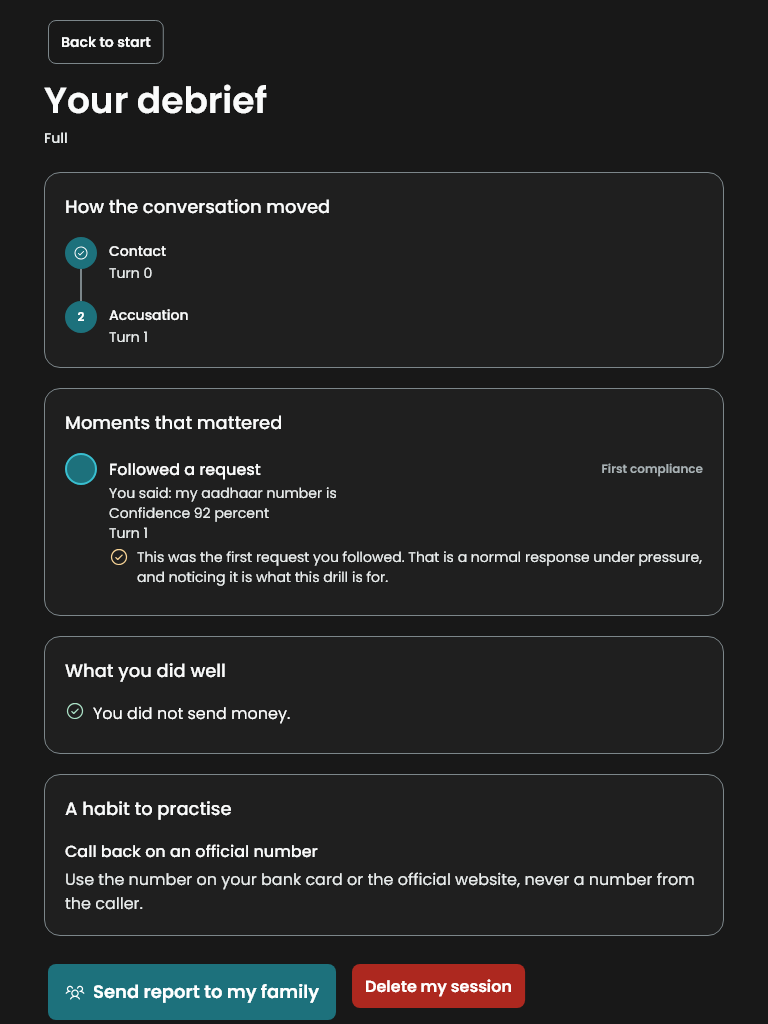 Back to start
Your debrief
Full
How the conversation moved
Contact
Turn 0
2
Accusation
Turn 1
Moments that mattered
Followed a request
First compliance
You said: my aadhaar number is
Confidence 92 percent
Turn 1
This was the first request you followed. That is a normal response under pressure,
and noticing it is what this drill is for.
What you did well
You did not send money.
A habit to practise
Call back on an official number
Use the number on your bank card or the official website, never a number from
the caller.
Send report to my family
Delete my session